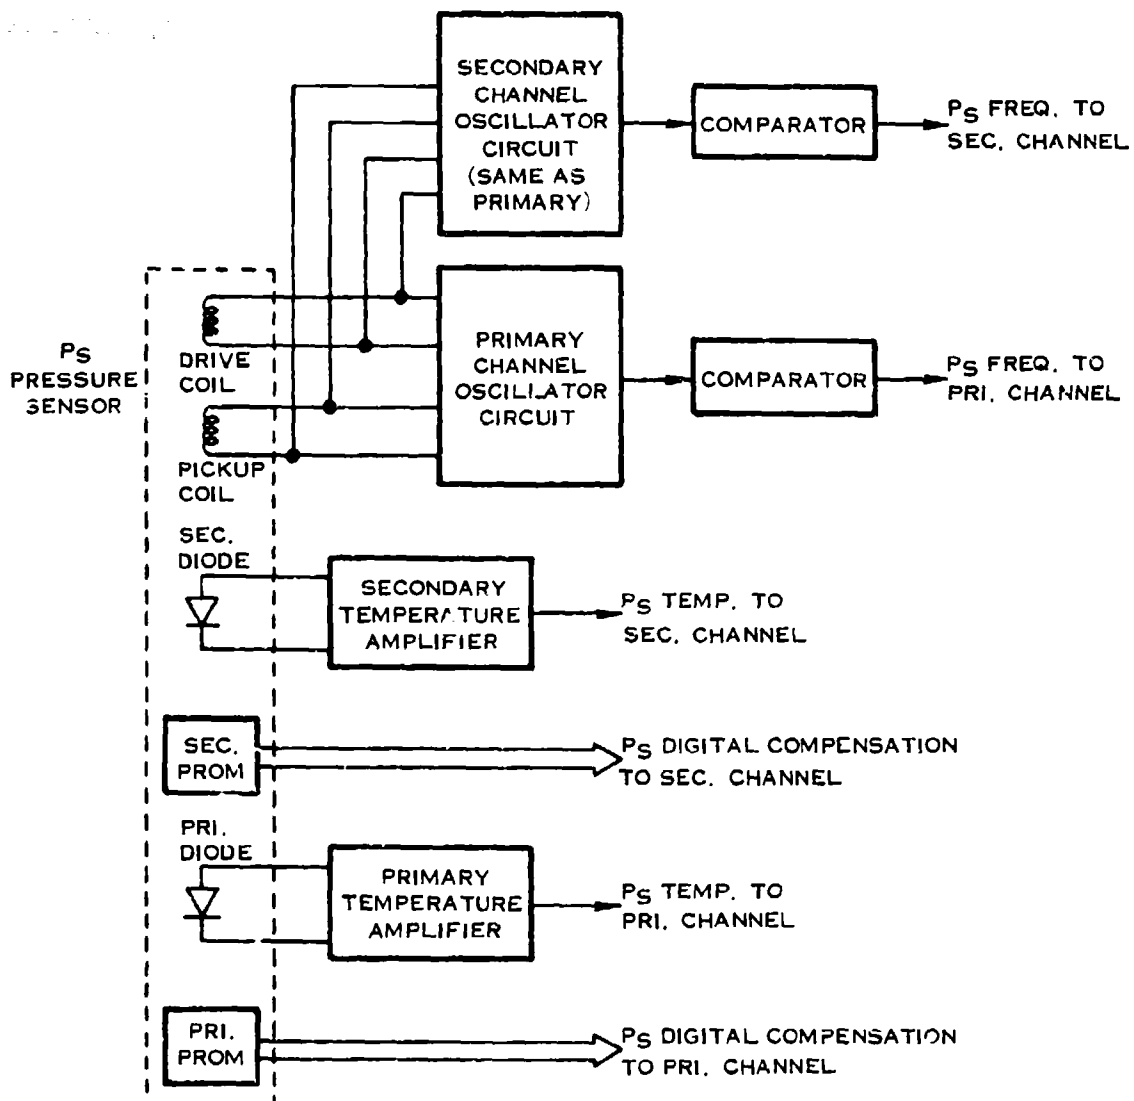 SECONDARY
CHANNEL
OSCILLATOR
CIRCUIT
(SAME AS
PRIMARY)
COMPARATOR
PS FREQ. TO
SEC. CHANNEL
PS
PRESSURE
SENSOR
DRIVE
COIL
PICKUP
COIL
PRIMARY
CHANNEL
OSCILLATOR
CIRCUIT
COMPARATOR
PS FREQ. TO
PRI. CHANNEL
SEC.
DIODE
SECONDARY
TEMPERATURE
AMPLIFIER
PS TEMP. TO
SEC. CHANNEL
SEC.
PROM
PS DIGITAL COMPENSATION
TO SEC. CHANNEL
PRI.
DIODE
PRIMARY
TEMPERATURE
AMPLIFIER
PS TEMP. TO
PRI. CHANNEL
PRI.
PROM
PS DIGITAL COMPENSATION
TO PRI. CHANNEL